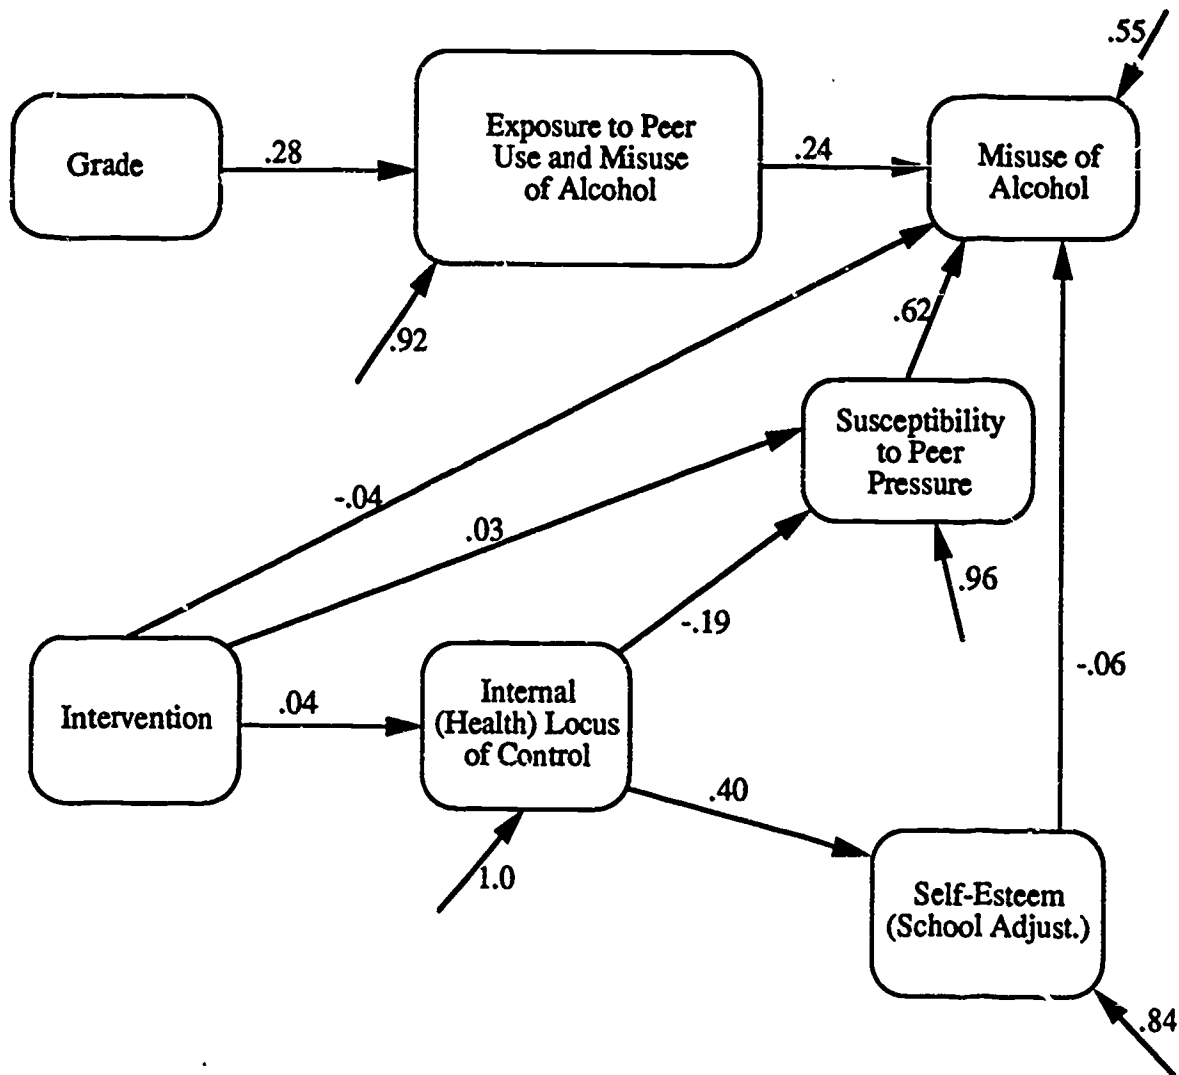 .55
Grade
.28
Exposure to Peer
Use and Misuse
of Alcohol
.24
Misuse of
Alcohol
.92
.62
Susceptibility
to Peer
Pressure
-.04
.03
.96
-.19
-.06
Intervention
.04
Internal
(Health) Locus
of Control
.40
1.0
Self-Esteem
(School Adjust.)
.84